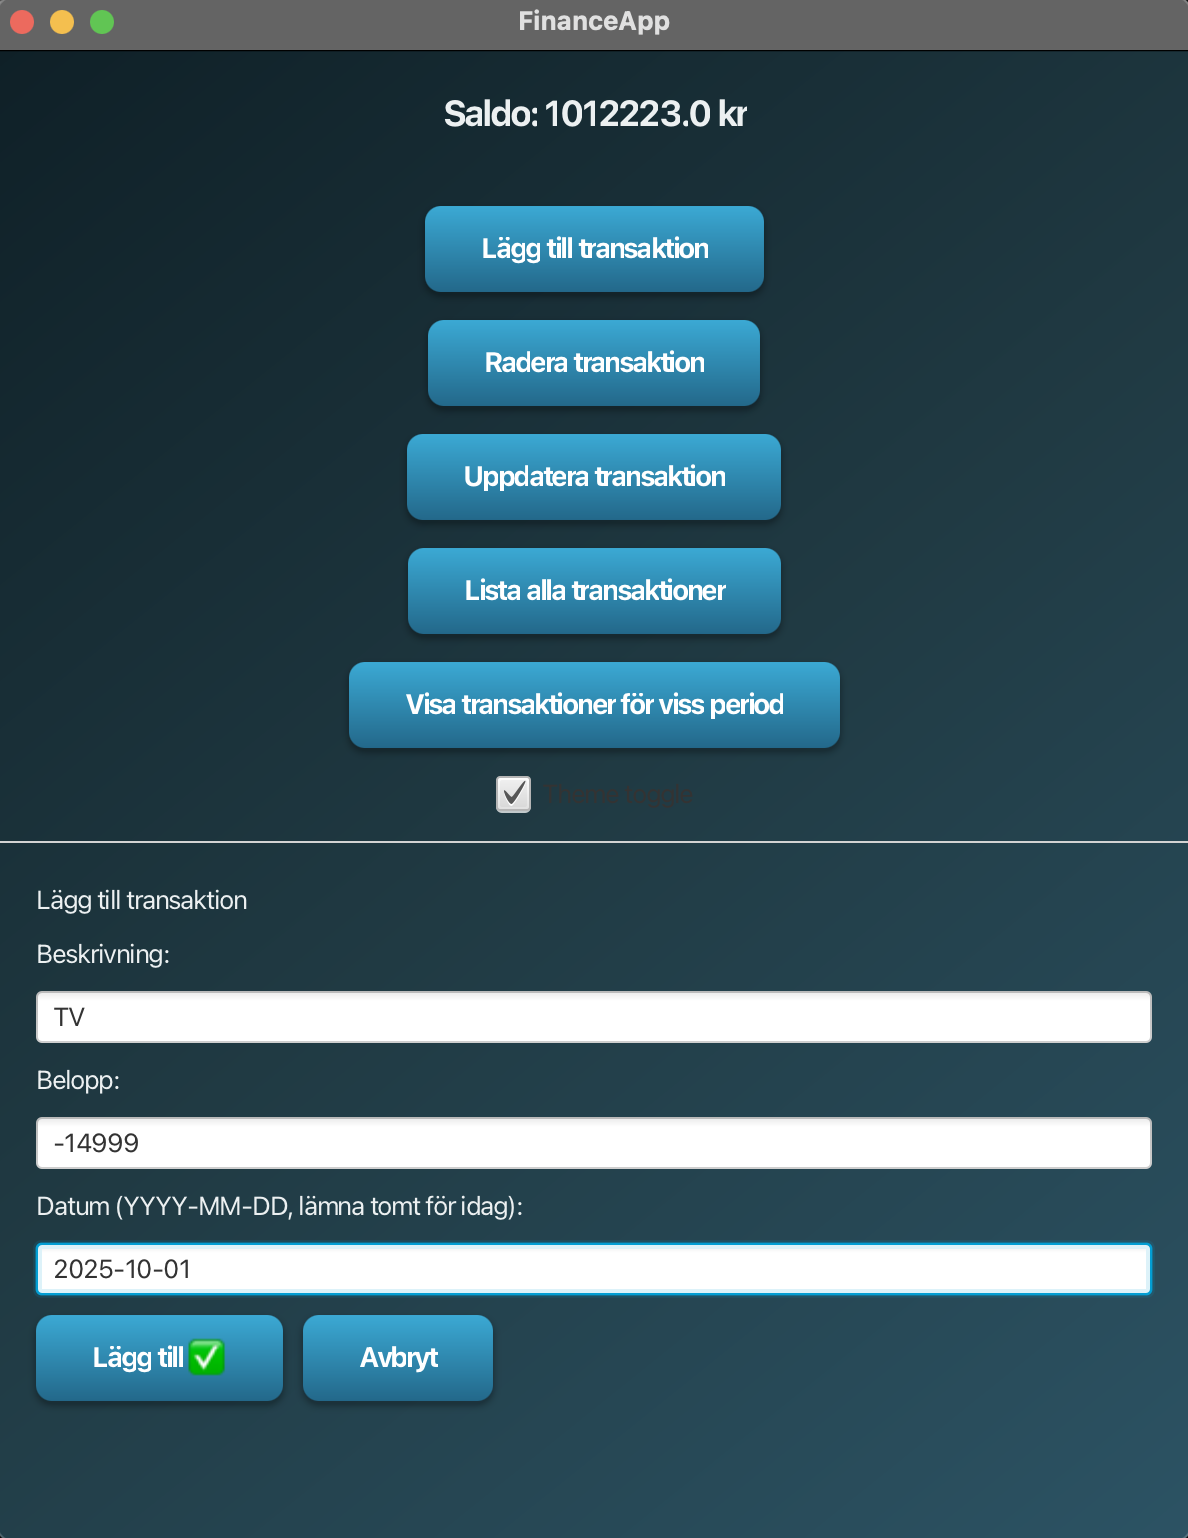 FinanceApp
Saldo: 1012223.0 kr
Lägg till transaktion
Radera transaktion
Uppdatera transaktion
Lista alla transaktioner
Visa transaktioner för viss period
Theme toggle
Lägg till transaktion
Beskrivning:
TV
Belopp:
-14999
Datum (YYYY-MM-DD, lämna tomt för idag):
2025-10-01
Lägg till ✅
Avbryt